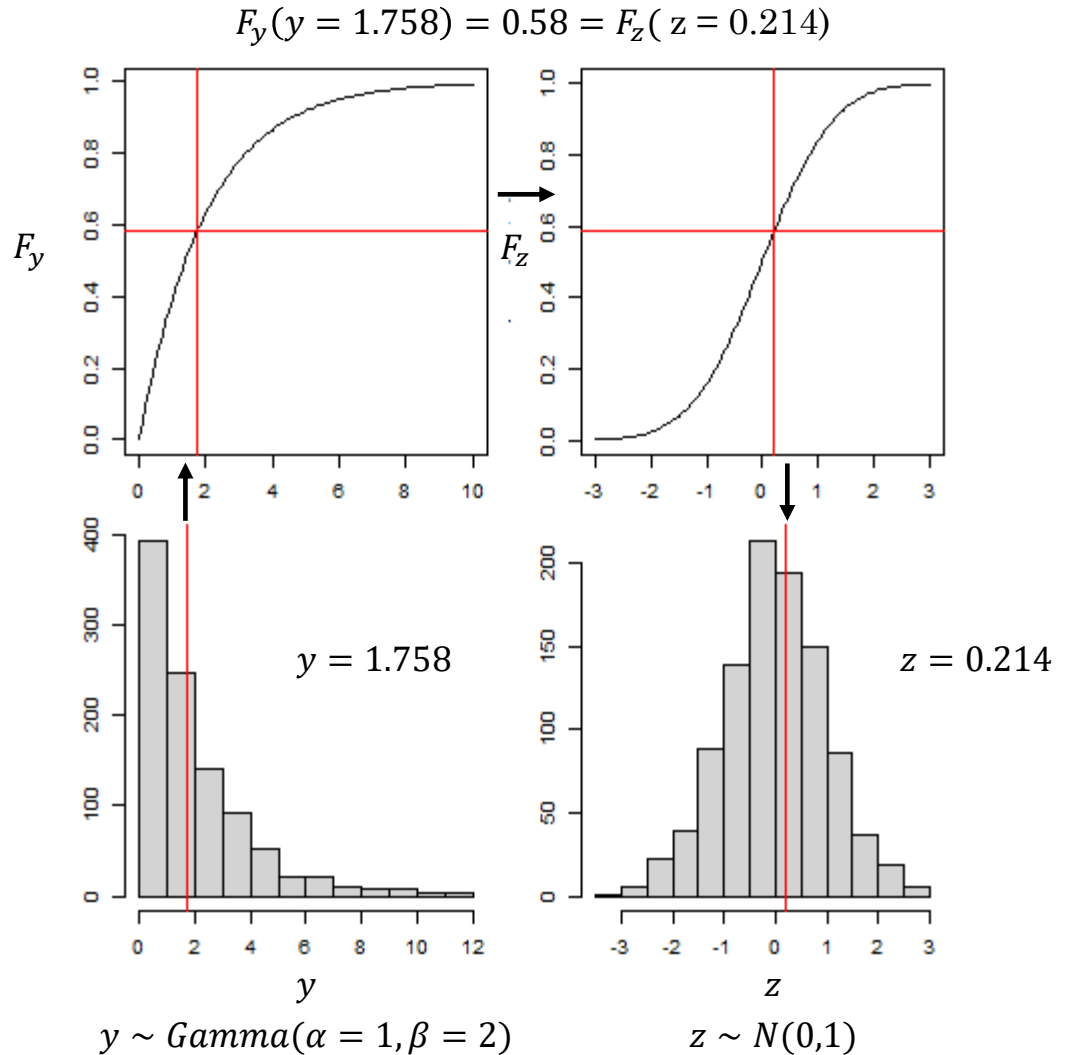 F_y(y = 1.758) = 0.58 = F_z( z = 0.214)
F_y
1.0
0.8
0.6
0.4
0.2
0.0
0 2 4 6 8 10
F_z
1.0
0.8
0.6
0.4
0.2
0.0
-3 -2 -1 0 1 2 3
400
300
200
100
0
y = 1.758
0 2 4 6 8 10 12
y
y ~ Gamma(α = 1, β = 2)
200
150
100
50
0
z = 0.214
-3 -2 -1 0 1 2 3
z
z ~ N(0,1)